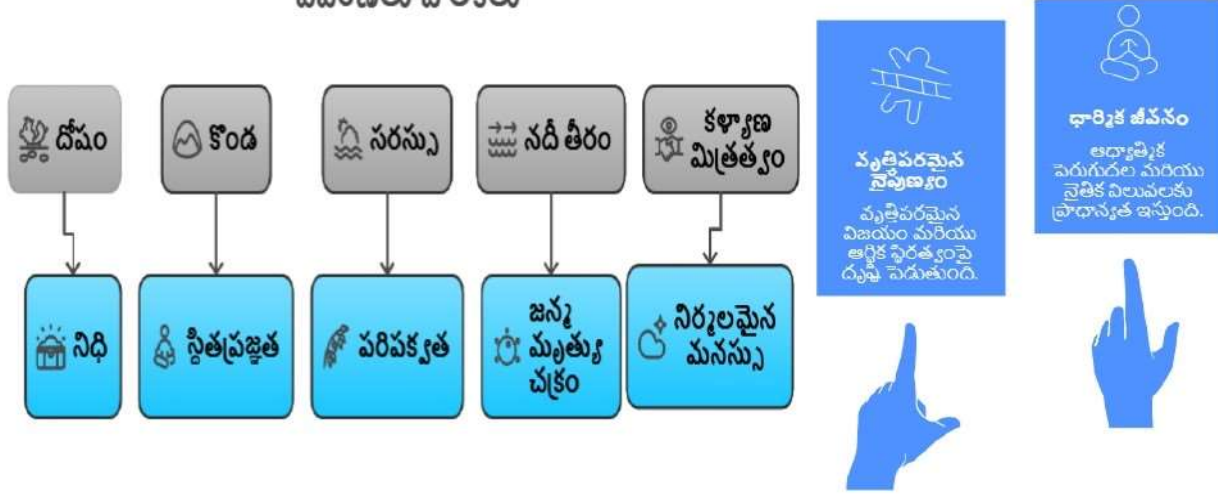 దోషం
కొండ
సరస్సు
నదీ తీరం
కళ్యాణ
మిత్రత్వం
నిధి
స్థితప్రజ్ఞత
పరిపక్వత
జన్మ
మృత్యు
చక్రం
నిర్మలమైన
మనస్సు
వృత్తిపరమైన
నైపుణ్యం
వృత్తిపరమైన
విజయం మరియు
ఆర్థిక స్థిరత్వంపై
దృష్టి పెడుతుంది.
ధార్మిక జీవనం
ఆధ్యాత్మిక
పెరుగుదల మరియు
నైతిక విలువలకు
ప్రాధాన్యత ఇస్తుంది.